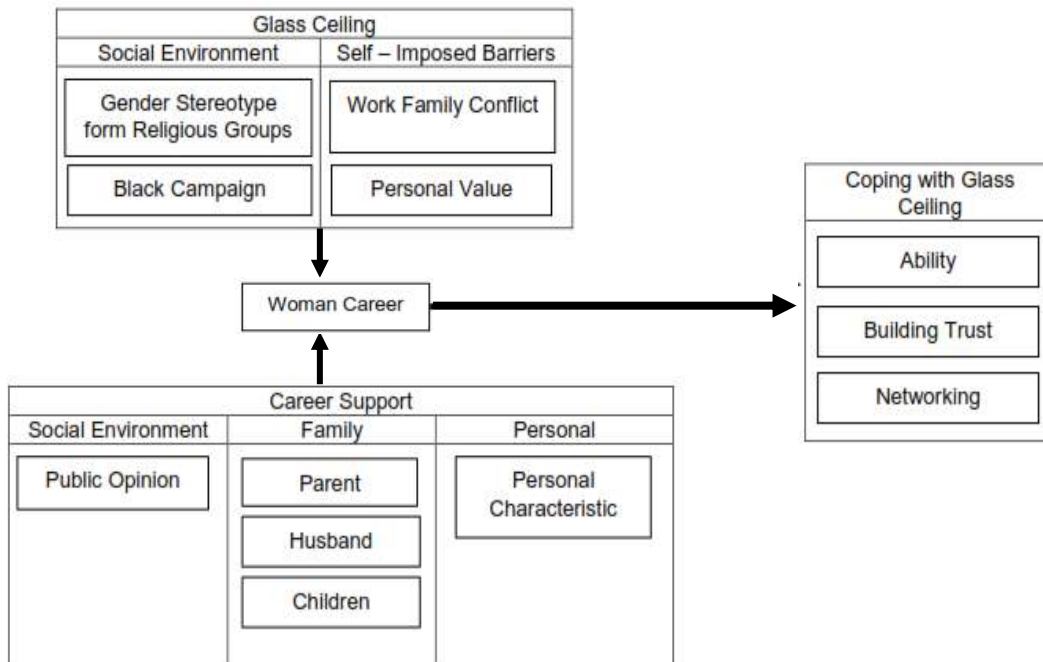 Glass Ceiling
Social Environment
Self – Imposed Barriers
Gender Stereotype
form Religious Groups
Black Campaign
Work Family Conflict
Personal Value
Woman Career
Coping with Glass
Ceiling
Ability
Building Trust
Networking
Career Support
Social Environment
Family
Personal
Public Opinion
Parent
Husband
Children
Personal
Characteristic